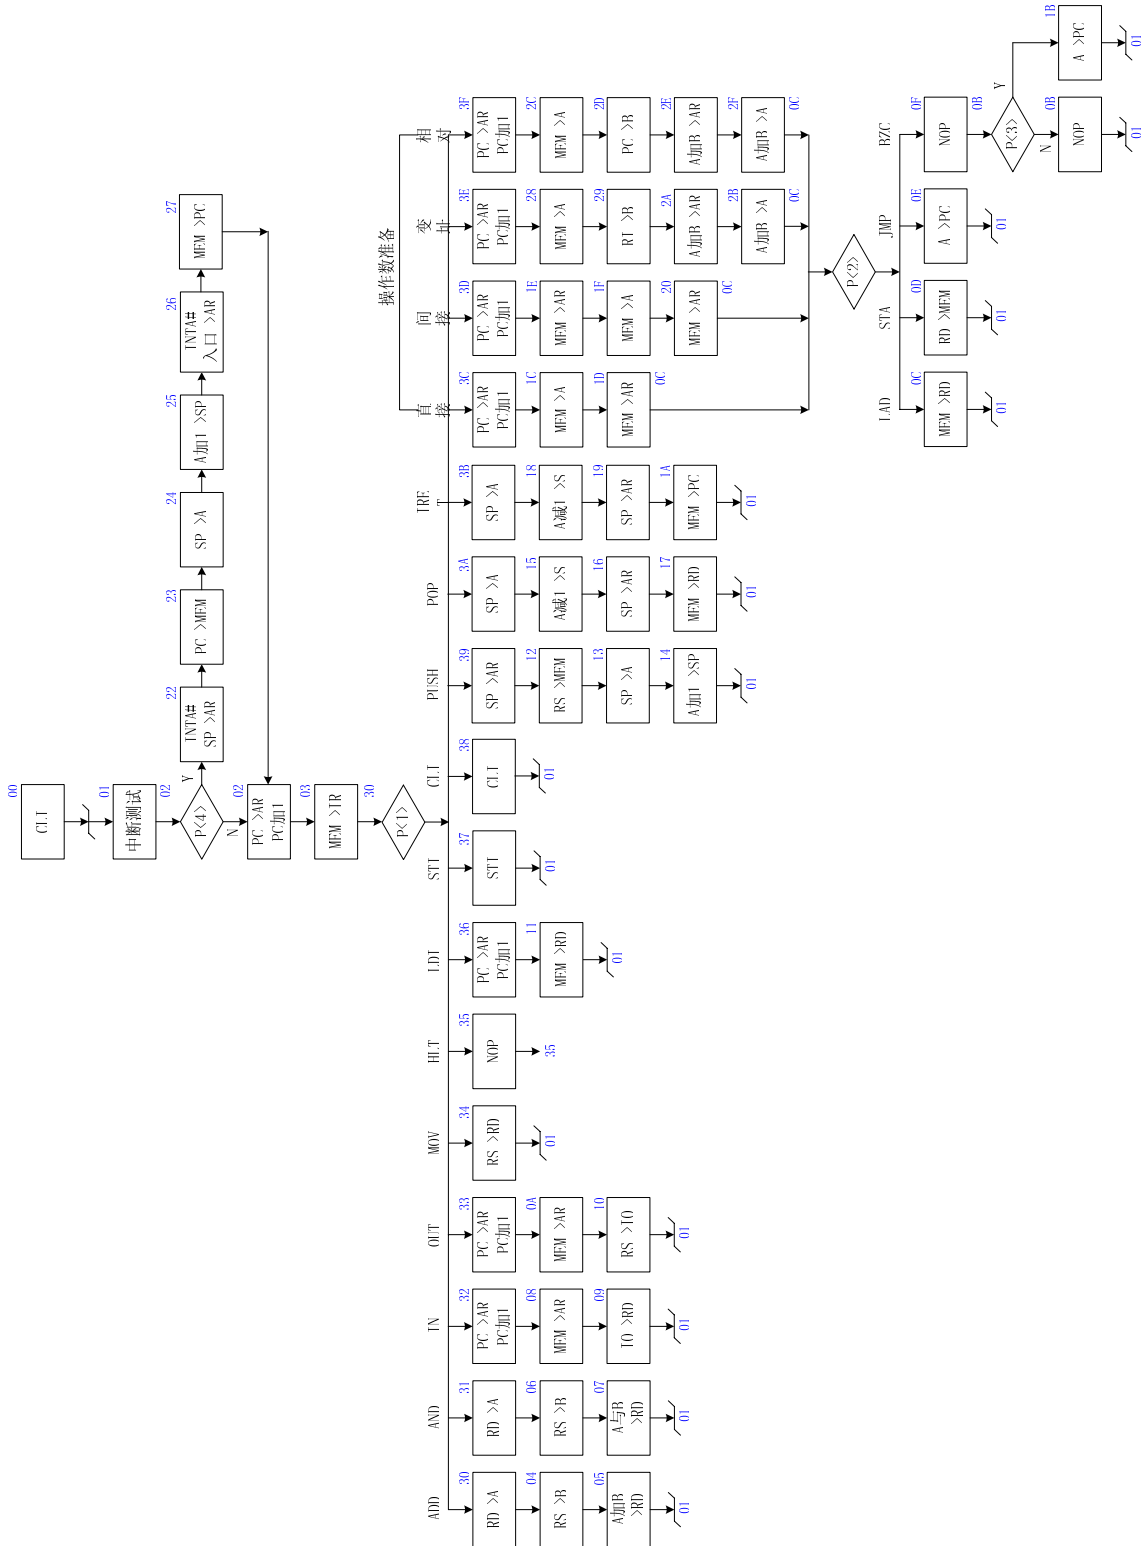 00
CLI
01
中断测试
02
P<4>
Y
N
22
INTA#
SP >AR
23
PC >MEM
24
SP >A
25
A加1 >SP
26
INTA#
入口 >AR
27
MEM >PC
02
PC >AR
PC加1
03
MEM >IR
30
P<1>
ADD
30
RD >A
04
RS >B
05
A加B
>RD
01
AND
31
RD >A
06
RS >B
07
A与B
>RD
01
IN
32
PC >AR
PC加1
08
MEM >AR
09
IO >RD
01
OUT
33
PC >AR
PC加1
0A
MEM >AR
10
RS >IO
01
MOV
34
RS >RD
01
HLT
35
NOP
35
LDI
36
PC >AR
PC加1
11
MEM >RD
01
STI
37
STI
01
CLI
38
CLI
01
PUSH
39
SP >AR
12
RS >MEM
13
SP >A
14
A加1 >SP
01
POP
3A
SP >A
15
A减1 >S
16
SP >AR
17
MEM >RD
01
IRE
T
3B
SP >A
18
A减1 >S
19
SP >AR
1A
MEM >PC
01
操作数准备
直
接
3C
PC >AR
PC加1
1C
MEM >A
1D
MEM >AR
0C
间
接
3D
PC >AR
PC加1
1E
MEM >AR
1F
MEM >A
20
MEM >AR
0C
变
址
3E
PC >AR
PC加1
28
MEM >A
29
RI >B
2A
A加B >AR
2B
A加B >A
0C
相
对
3F
PC >AR
PC加1
2C
MEM >A
2D
PC >B
2E
A加B >AR
2F
A加B >A
0C
P<2>
LAD
0C
MEM >RD
01
STA
0D
RD >MEM
01
JMP
0E
A >PC
01
BZC
0F
NOP
0B
P<3>
N
Y
0B
NOP
01
1B
A >PC
01